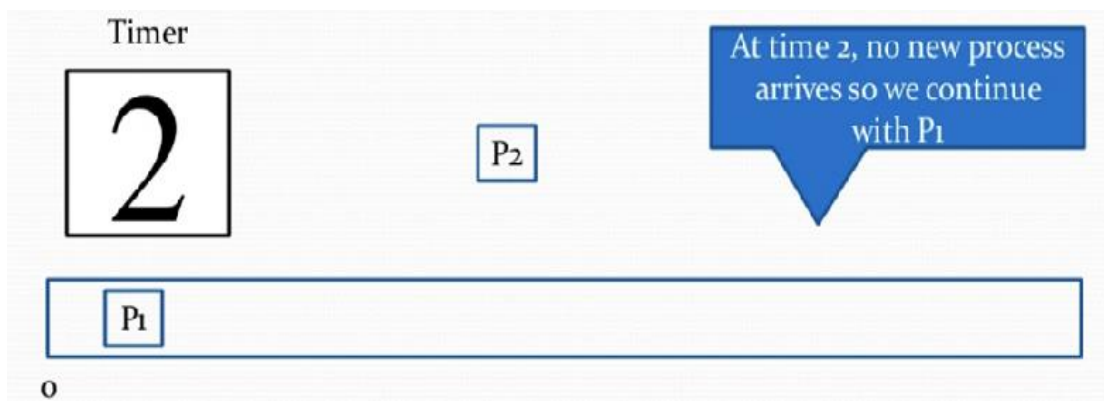 Timer
2
P2
At time 2, no new process
arrives so we continue
with P1
P1
0